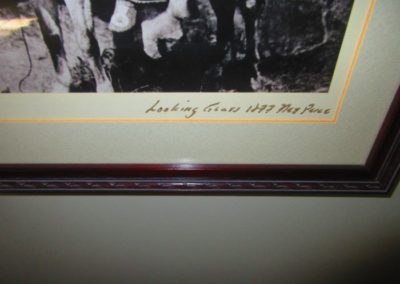 Looking Glass 1877 Nez Perce